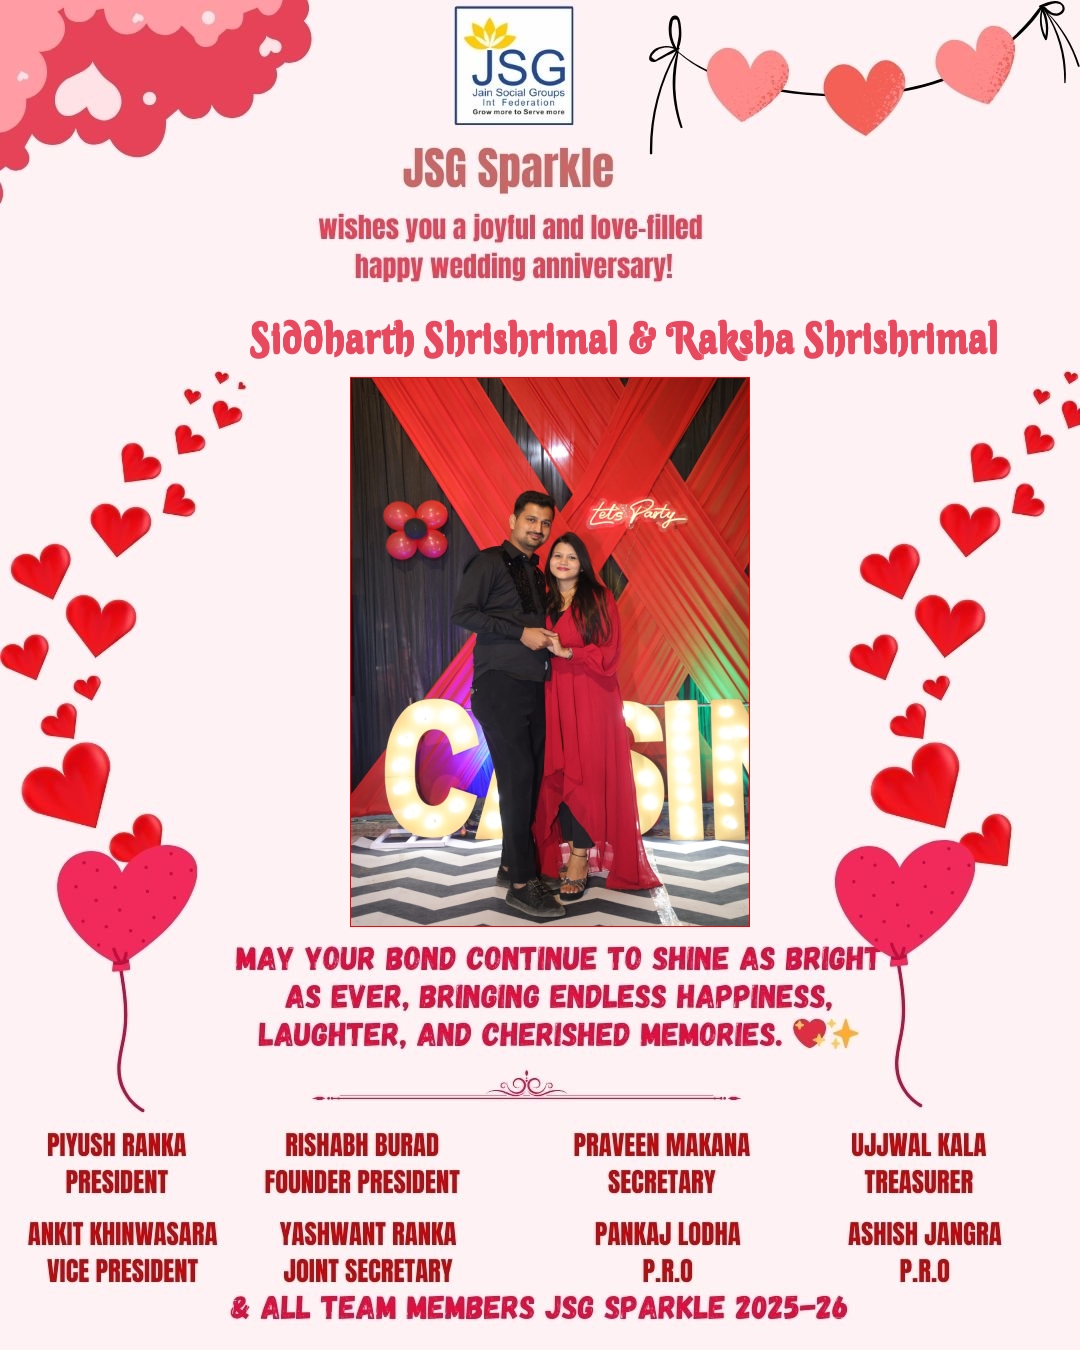 JSG
Jain Social Groups
Int Federation
Grow more to Serve more
JSG Sparkle
wishes you a joyful and love-filled
happy wedding anniversary!
Siddharth Shrishrimal & Raksha Shrishrimal
Let's Party
CASIN
MAY YOUR BOND CONTINUE TO SHINE AS BRIGHT
AS EVER, BRINGING ENDLESS HAPPINESS,
LAUGHTER, AND CHERISHED MEMORIES. 💖✨
PIYUSH RANKA
PRESIDENT
RISHABH BURAD
FOUNDER PRESIDENT
PRAVEEN MAKANA
SECRETARY
UJJWAL KALA
TREASURER
ANKIT KHINWASARA
VICE PRESIDENT
YASHWANT RANKA
JOINT SECRETARY
PANKAJ LODHA
P.R.O
ASHISH JANGRA
P.R.O
& ALL TEAM MEMBERS JSG SPARKLE 2025-26